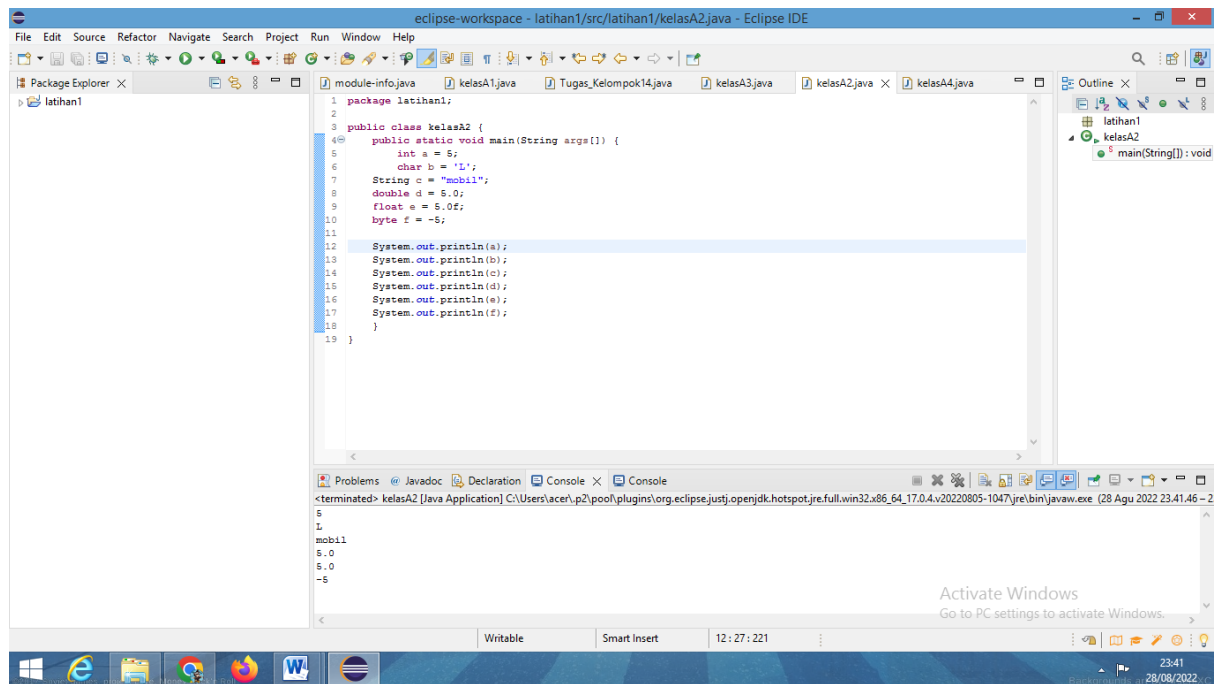 eclipse-workspace - latihan1/src/latihan1/kelasA2.java - Eclipse IDE
File Edit Source Refactor Navigate Search Project Run Window Help
Package Explorer
module-info.java kelasA1.java Tugas_Kelompok14.java kelasA3.java kelasA2.java kelasA4.java
Outline
latihan1
1 package latihan1;
2
3 public class kelasA2 {
4 public static void main(String args[]) {
5 int a = 5;
6 char b = 'L';
7 String c = "mobil";
8 double d = 5.0;
9 float e = 5.0f;
10 byte f = -5;
11
12 System.out.println(a);
13 System.out.println(b);
14 System.out.println(c);
15 System.out.println(d);
16 System.out.println(e);
17 System.out.println(f);
18 }
19 }
latihan1
kelasA2
main(String[]) : void
Problems @ Javadoc Declaration Console Console
<terminated> kelasA2 [Java Application] C:\Users\acer\.p2\pool\plugins\org.eclipse.justj.openjdk.hotspot.jre.full.win32.x86_64_17.0.4.v20220805-1047\jre\bin\javaw.exe (28 Agu 2022 23.41.46 – 2
5
L
mobil
5.0
5.0
-5
Activate Windows
Go to PC settings to activate Windows.
Writable Smart Insert 12 : 27 : 221
23:41
28/08/2022